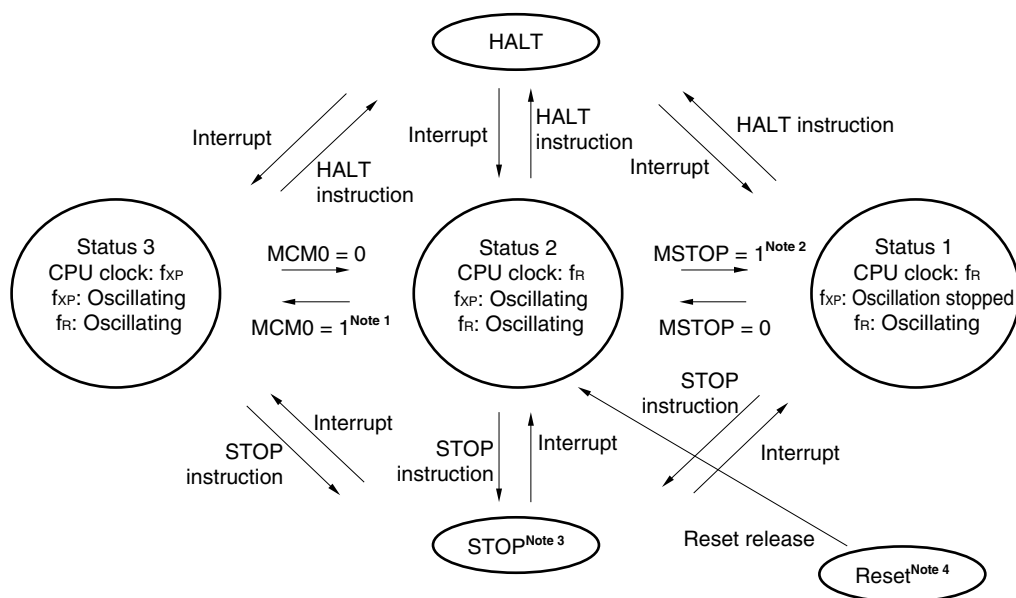 HALT
Interrupt
HALT
instruction
Interrupt
HALT
instruction
HALT instruction
Interrupt
Status 3
CPU clock: fXP
fXP: Oscillating
fR: Oscillating
MCM0 = 0
MCM0 = 1Note 1
Status 2
CPU clock: fR
fXP: Oscillating
fR: Oscillating
MSTOP = 1Note 2
MSTOP = 0
Status 1
CPU clock: fR
fXP: Oscillation stopped
fR: Oscillating
STOP
instruction
Interrupt
STOP
instruction
Interrupt
STOP
instruction
Interrupt
STOPNote 3
Reset release
ResetNote 4